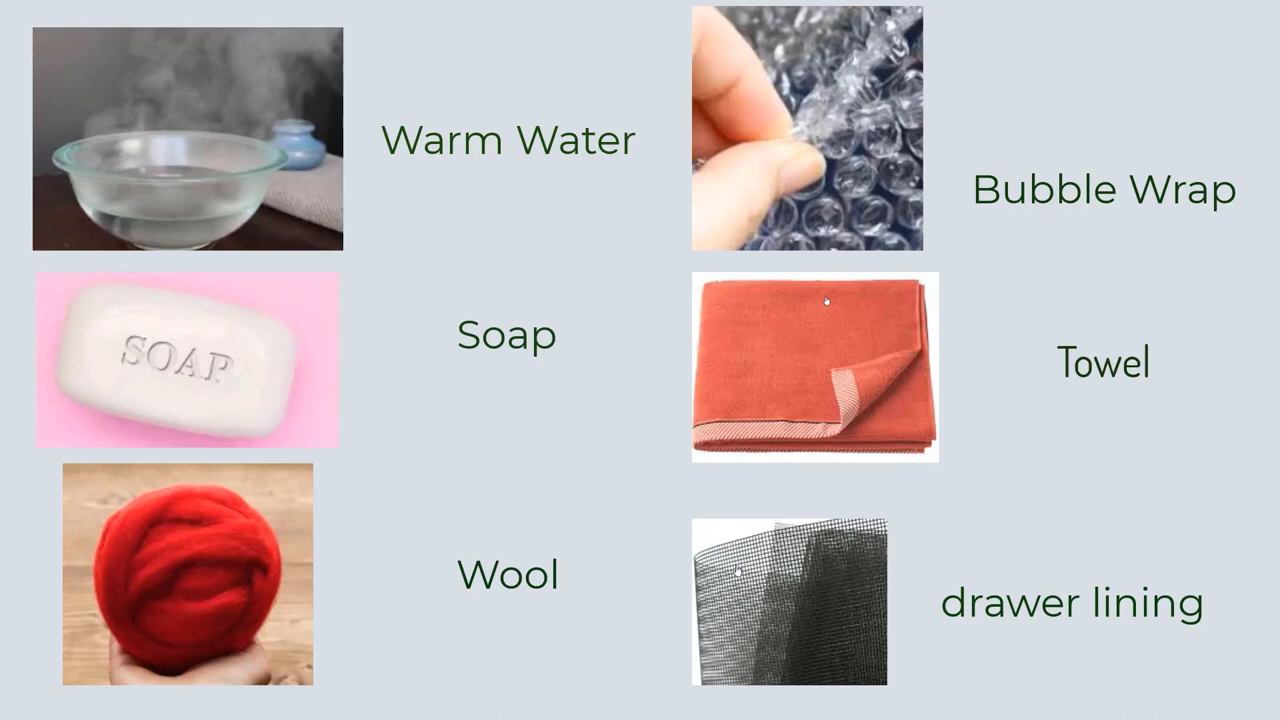 Warm Water
Bubble Wrap
SOAP
Soap
Towel
Wool
drawer lining